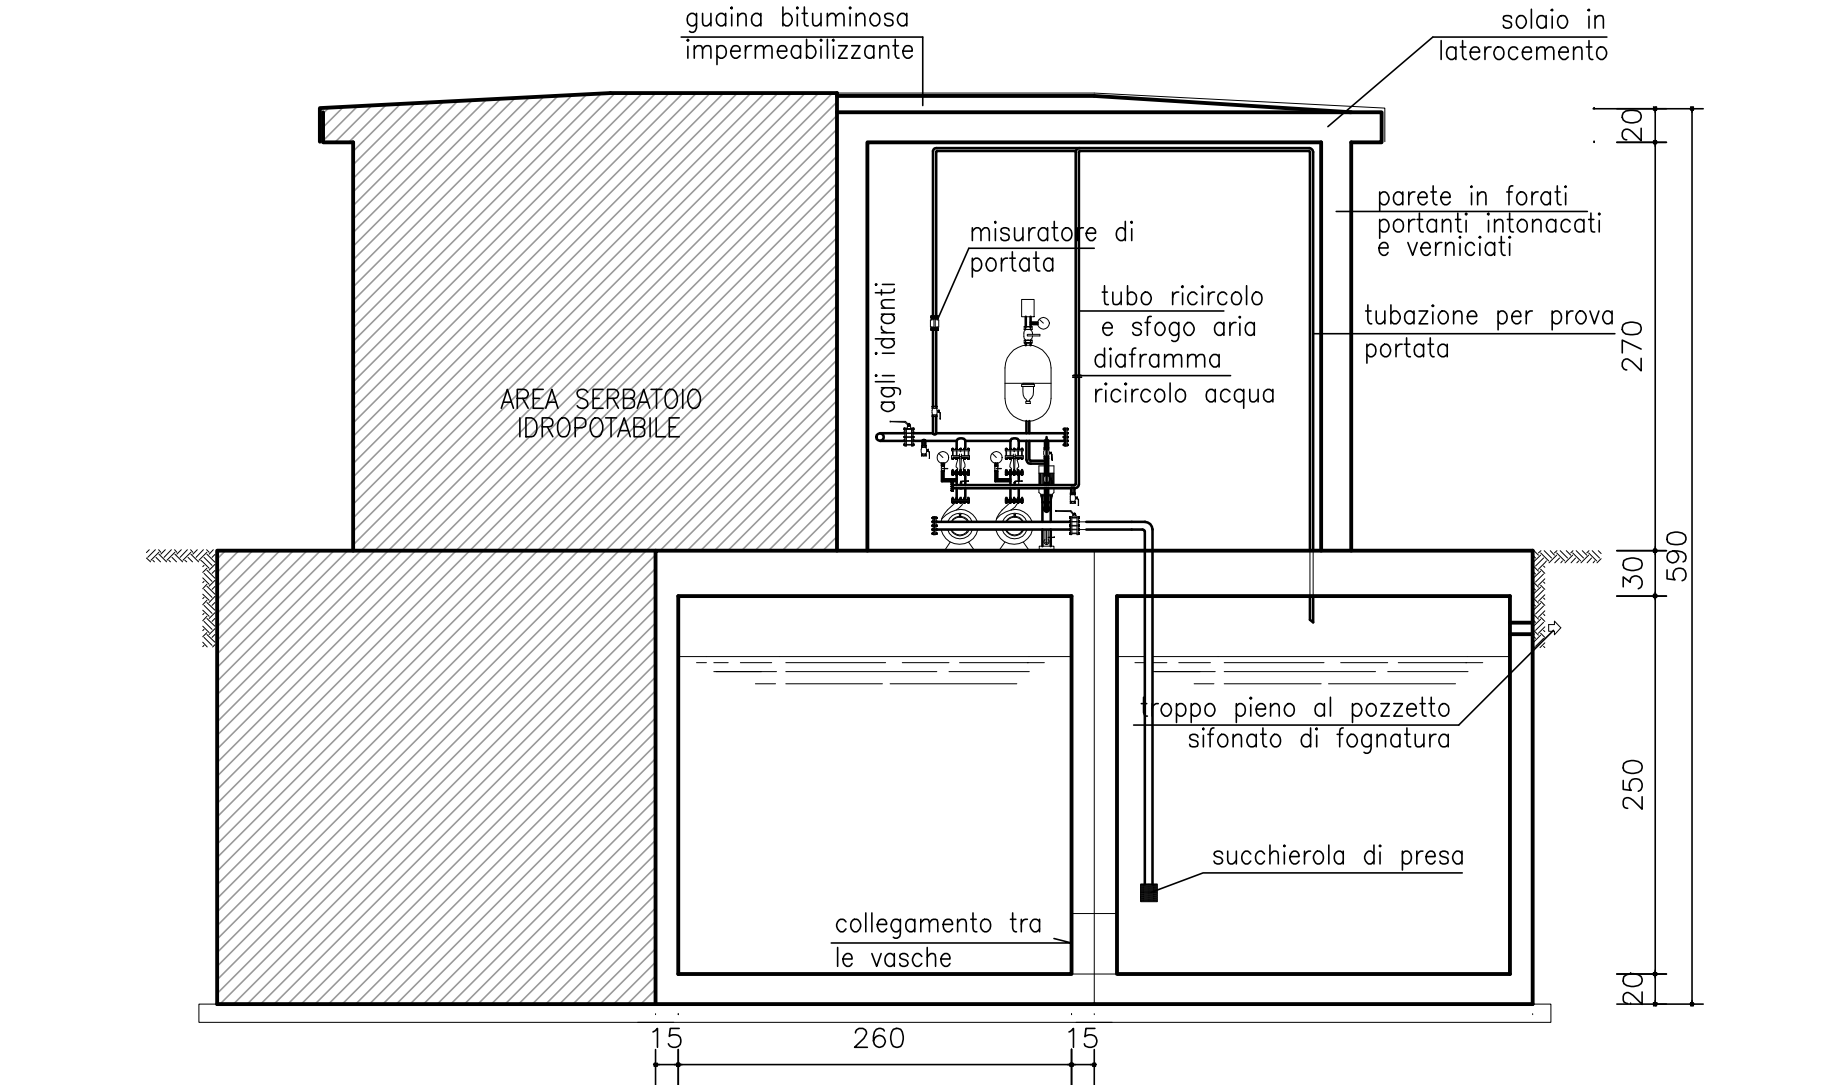 guaina bituminosa
impermeabilizzante
solaio in
laterocemento
20
parete in forati
portanti intonacati
e verniciati
misuratore di
portata
agli idranti
tubo ricircolo
e sfogo aria
diaframma
ricircolo acqua
tubazione per prova
portata
270
AREA SERBATOIO
IDROPOTABILE
590
30
troppo pieno al pozzetto
sifonato di fognatura
250
succhierola di presa
collegamento tra
le vasche
20
15
260
15